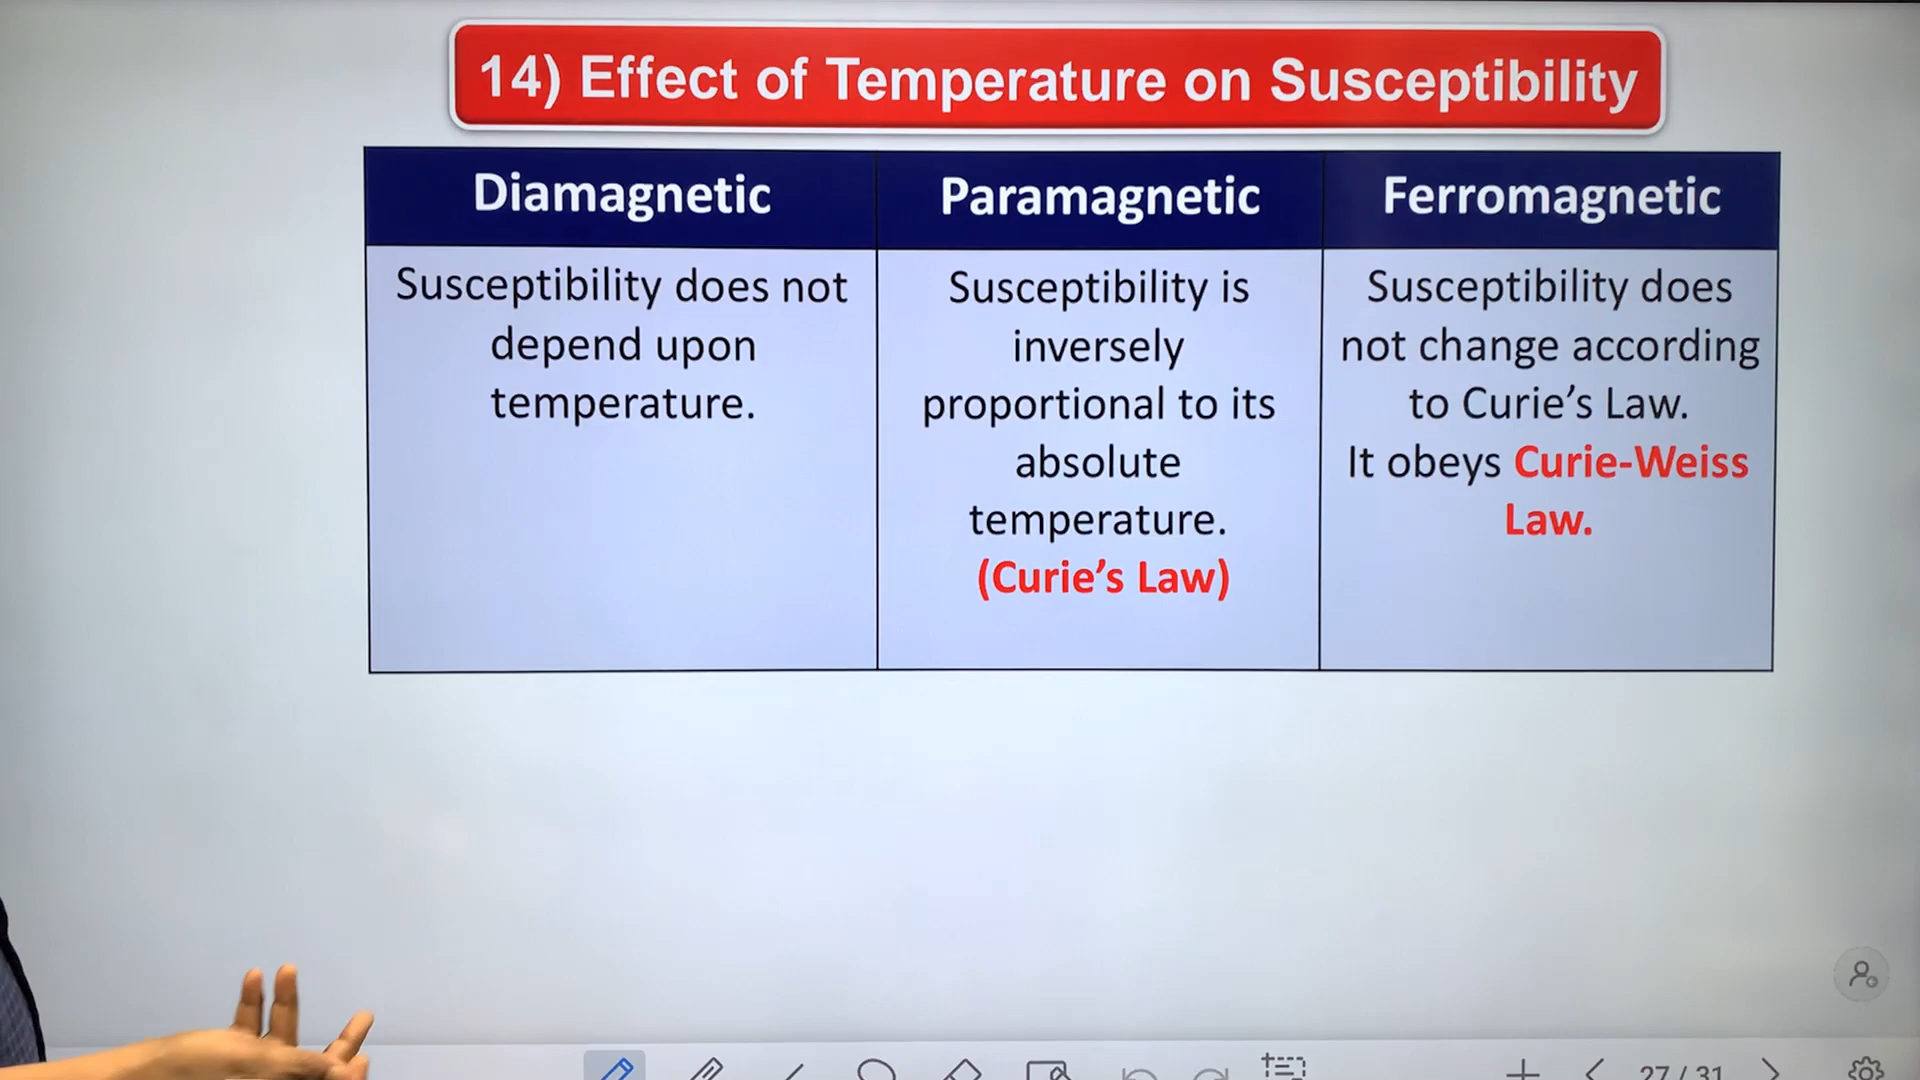 14) Effect of Temperature on Susceptibility
Diamagnetic
Paramagnetic
Ferromagnetic
Susceptibility does not
depend upon
temperature.
Susceptibility is
inversely
proportional to its
absolute
temperature.
(Curie's Law)
Susceptibility does
not change according
to Curie's Law.
It obeys Curie-Weiss
Law.
27 / 31